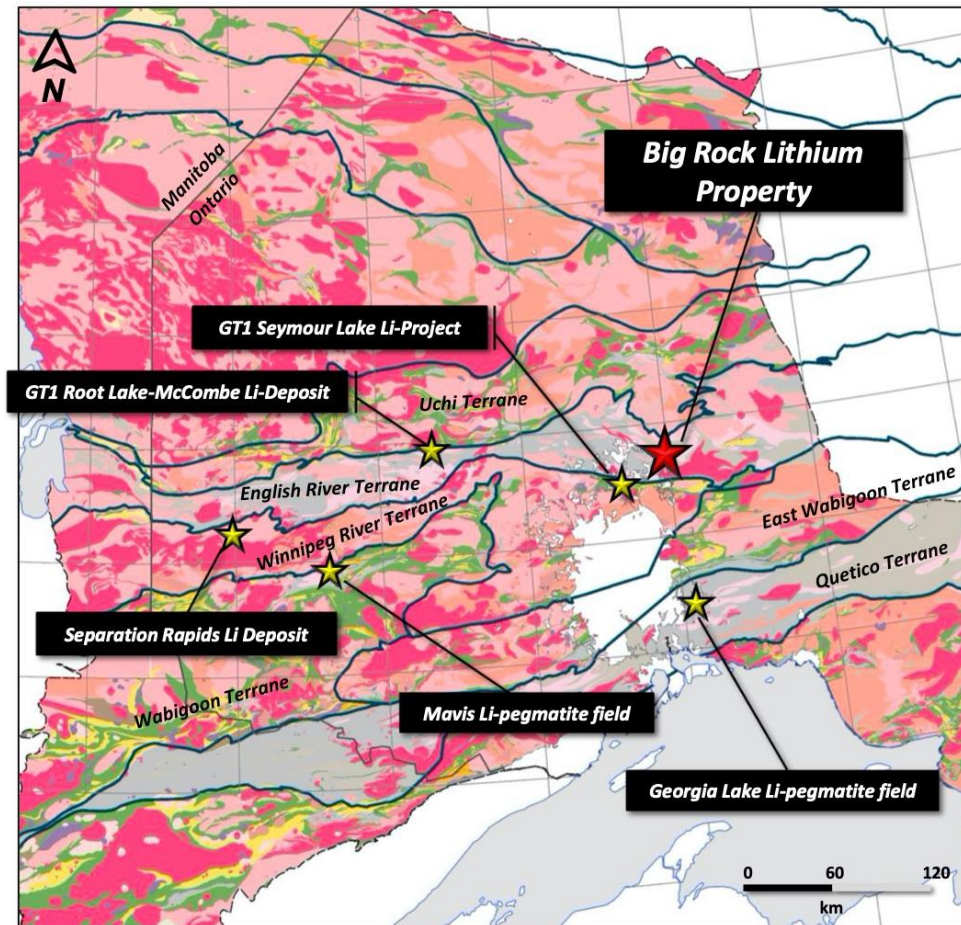 N
Manitoba
Ontario
Big Rock Lithium
Property
GT1 Seymour Lake Li-Project
GT1 Root Lake-McCombe Li-Deposit
Uchi Terrane
English River Terrane
Winnipeg River Terrane
East Wabigoon Terrane
Quetico Terrane
Separation Rapids Li Deposit
Wabigoon Terrane
Mavis Li-pegmatite field
Georgia Lake Li-pegmatite field
0 60 120
km